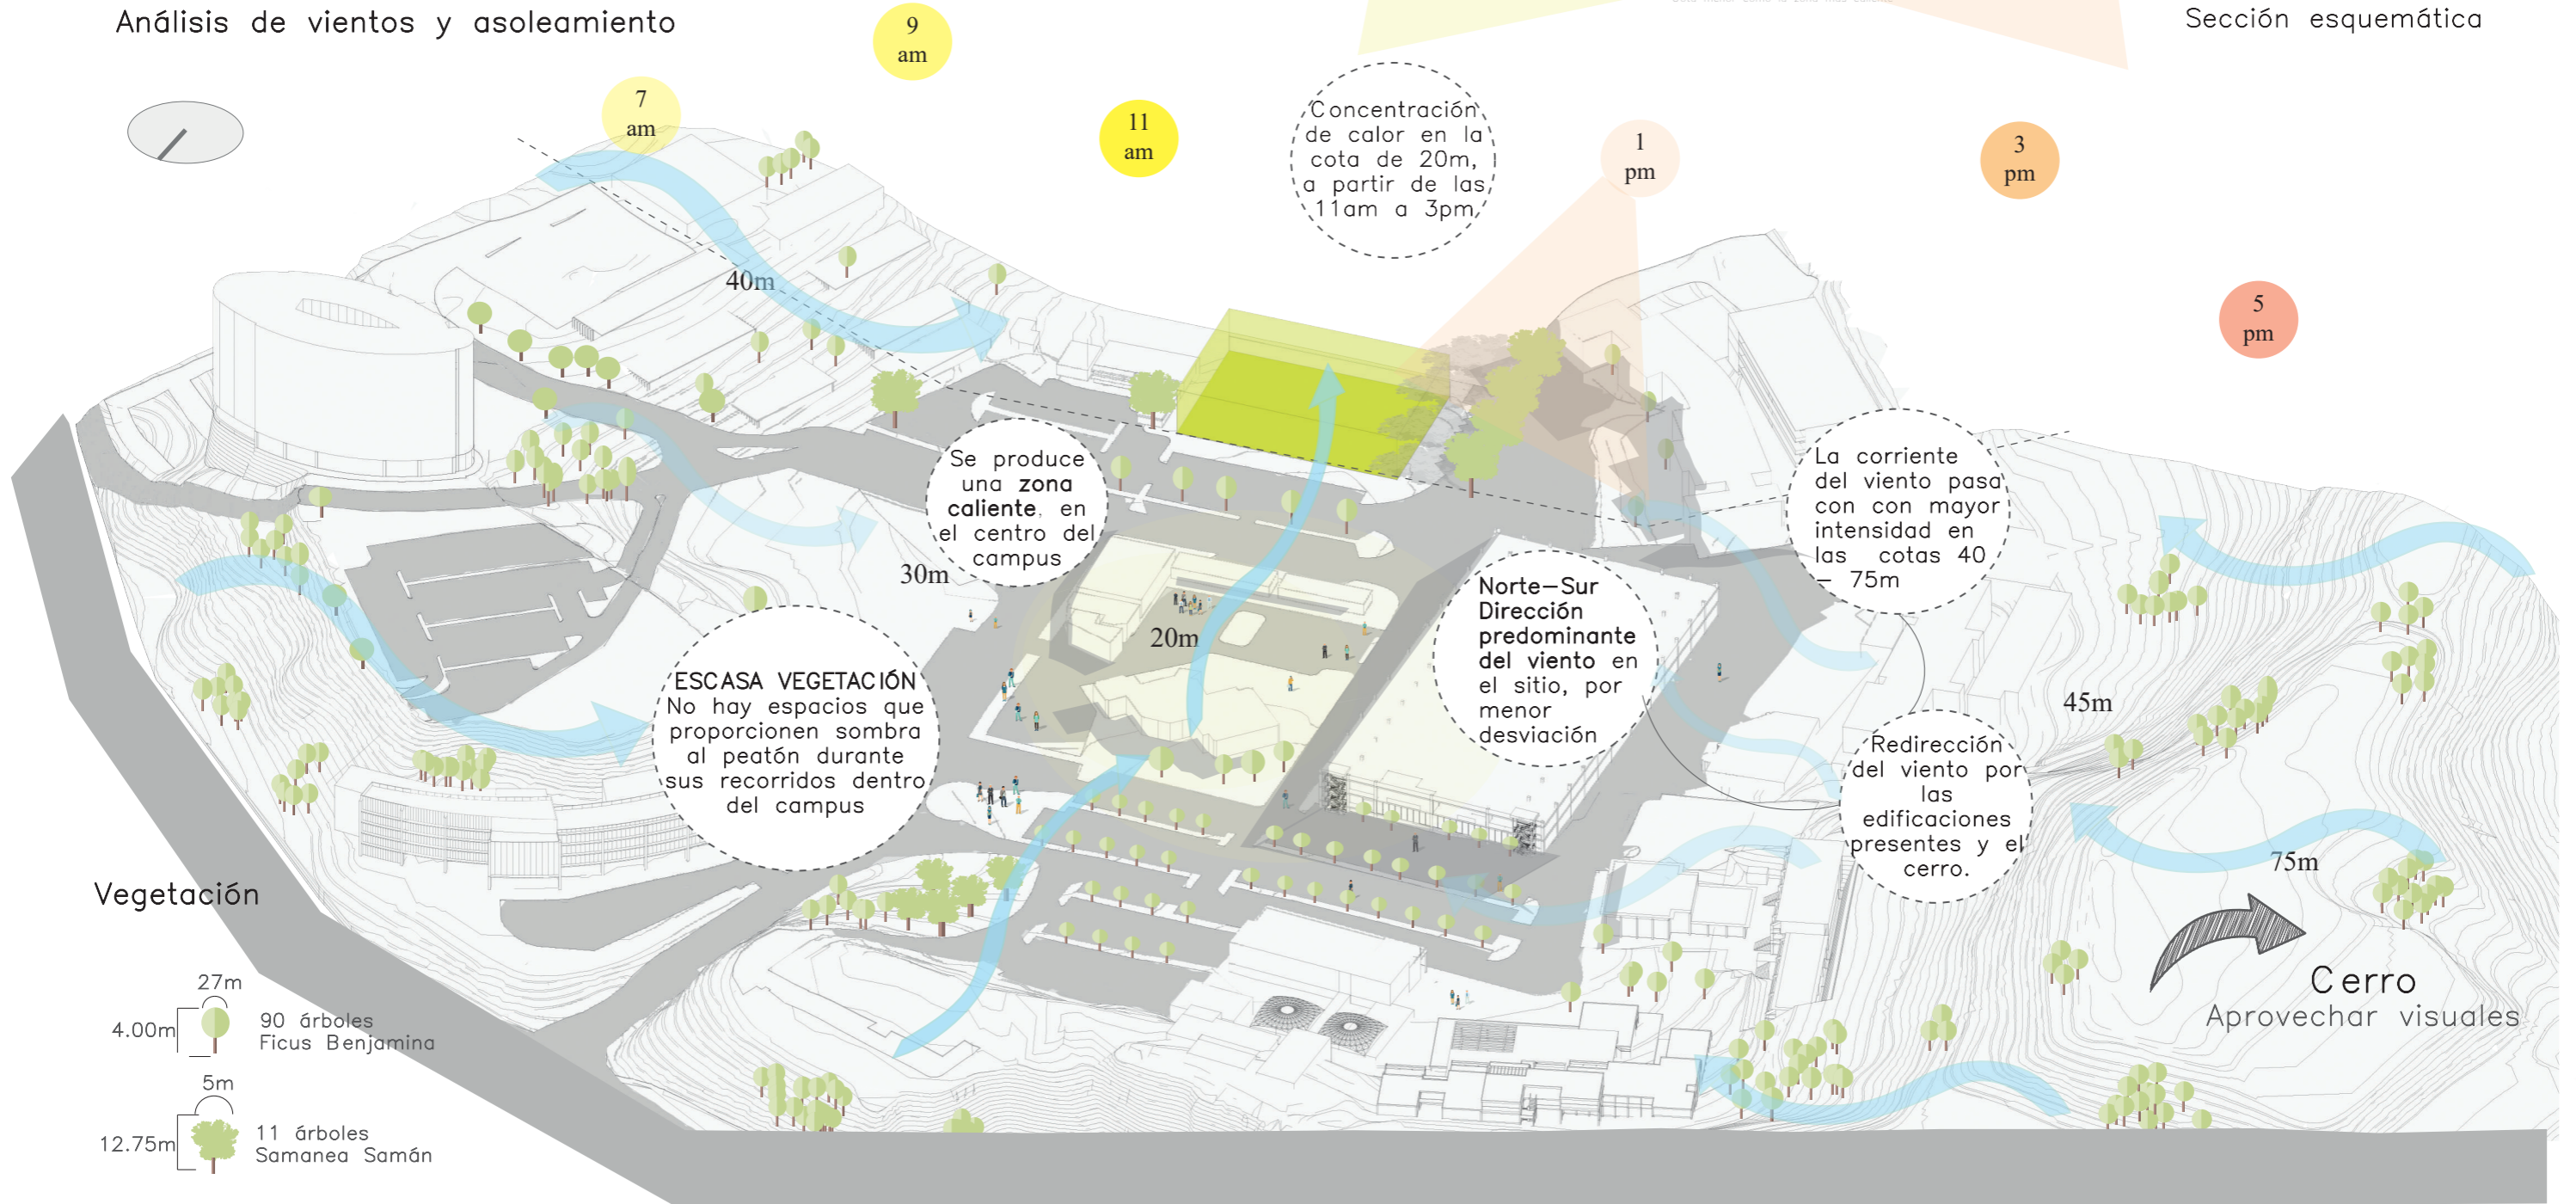 Análisis de vientos y asoleamiento
Sección esquemática
7
am
9
am
11
am
Concentración
de calor en la
cota de 20m,
a partir de las
11am a 3pm
1
pm
3
pm
5
pm
40m
Se produce
una zona
caliente, en
el centro del
campus
30m
20m
ESCASA VEGETACIÓN
No hay espacios que
proporcionen sombra
al peatón durante
sus recorridos dentro
del campus
Norte-Sur
Dirección
predominante
del viento en
el sitio, por
menor
desviación
La corriente
del viento pasa
con con mayor
intensidad en
las cotas 40
- 75m
45m
Redirección
del viento por
las
edificaciones
presentes y el
cerro.
75m
Cerro
Aprovechar visuales
Vegetación
27m
4.00m
90 árboles
Ficus Benjamina
5m
12.75m
11 árboles
Samanea Samán